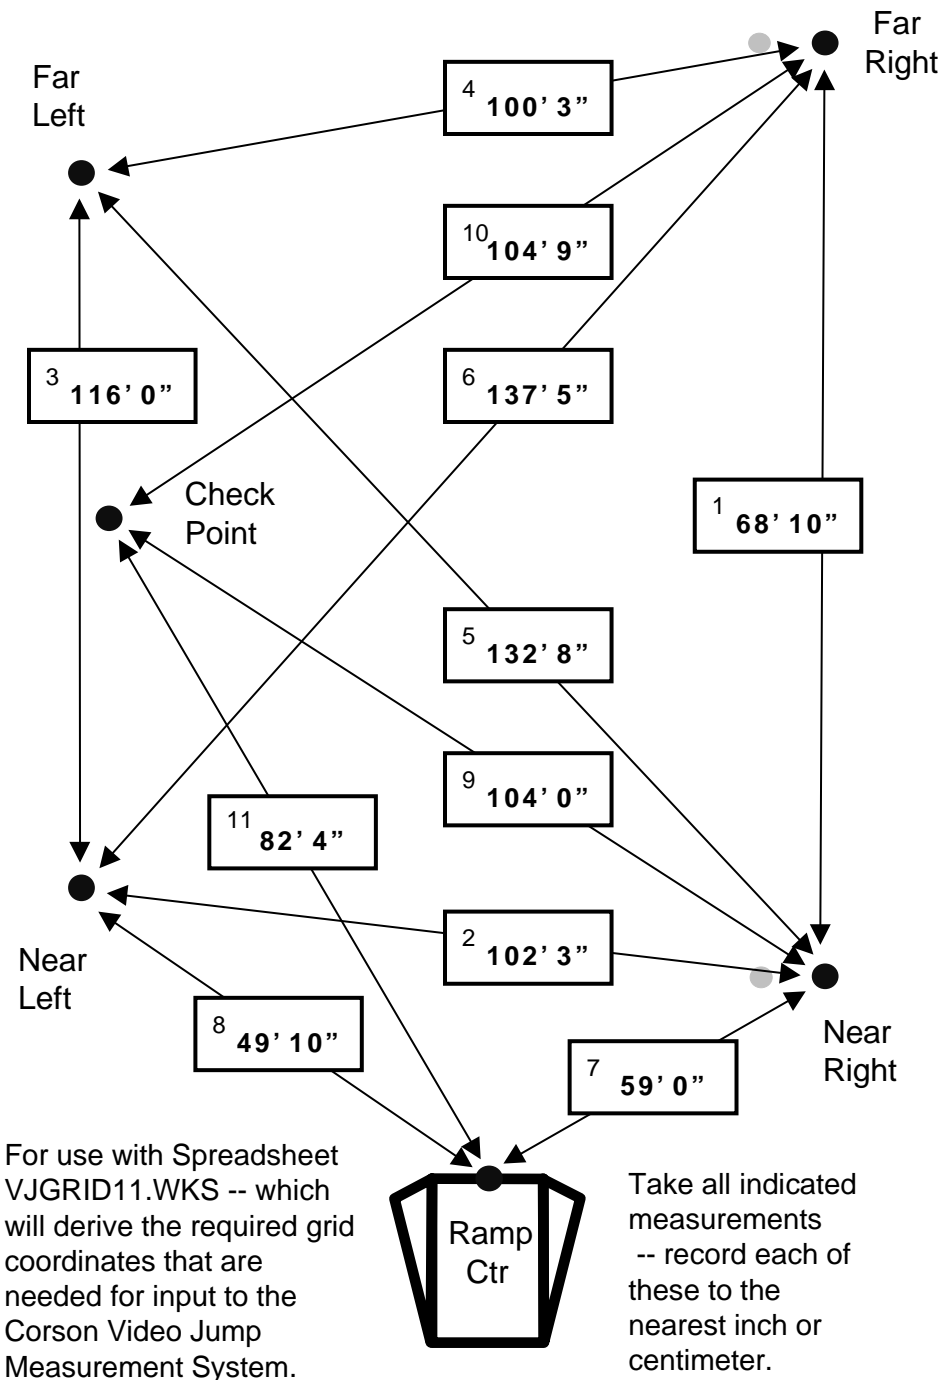 Far
Right
Far
Left
4
100’ 3”
10
104’ 9”
3
116’ 0”
6
137’ 5”
Check
Point
1
68’ 10”
5
132’ 8”
9
104’ 0”
11
82’ 4”
2
102’ 3”
Near
Left
8
49’ 10”
Near
Right
7
59’ 0”
Ramp
Ctr
For use with Spreadsheet
VJGRID11.WKS -- which
will derive the required grid
coordinates that are
needed for input to the
Corson Video Jump
Measurement System.
Take all indicated
measurements
-- record each of
these to the
nearest inch or
centimeter.